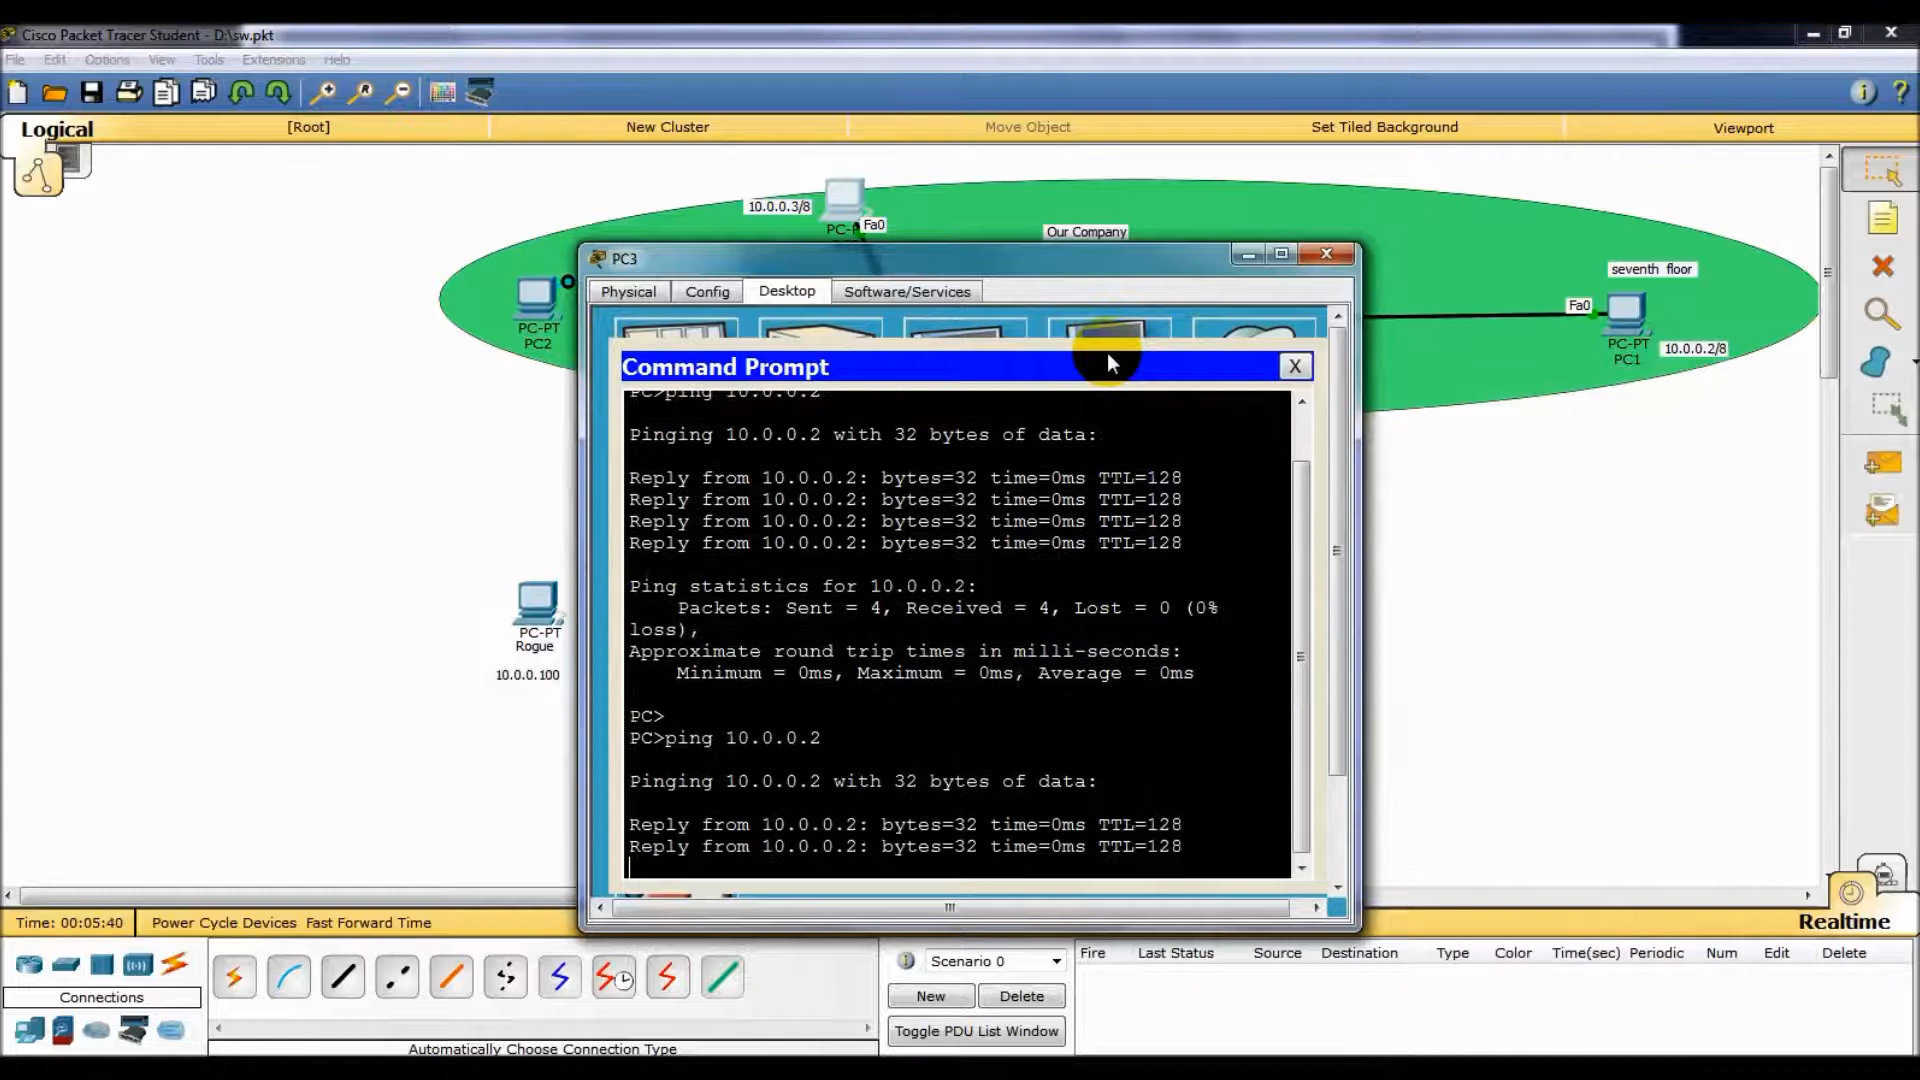 Cisco Packet Tracer Student - D:\sw.pkt
File Edit Options View Tools Extensions Help
Logical
[Root]
New Cluster
Move Object
Set Tiled Background
Viewport
10.0.0.3/8
Fa0
Our Company
PC3
Physical
Config
Desktop
Software/Services
seventh floor
Fa0
PC-PT
PC1
10.0.0.2/8
PC-PT
PC2
Command Prompt
X
PC>ping 10.0.0.2
Pinging 10.0.0.2 with 32 bytes of data:
Reply from 10.0.0.2: bytes=32 time=0ms TTL=128
Reply from 10.0.0.2: bytes=32 time=0ms TTL=128
Reply from 10.0.0.2: bytes=32 time=0ms TTL=128
Reply from 10.0.0.2: bytes=32 time=0ms TTL=128
Ping statistics for 10.0.0.2:
Packets: Sent = 4, Received = 4, Lost = 0 (0%
loss),
Approximate round trip times in milli-seconds:
Minimum = 0ms, Maximum = 0ms, Average = 0ms
PC>
PC>ping 10.0.0.2
Pinging 10.0.0.2 with 32 bytes of data:
Reply from 10.0.0.2: bytes=32 time=0ms TTL=128
Reply from 10.0.0.2: bytes=32 time=0ms TTL=128
PC-PT
Rogue
10.0.0.100
Time: 00:05:40
Power Cycle Devices Fast Forward Time
Realtime
Connections
Automatically Choose Connection Type
Scenario 0
New
Delete
Toggle PDU List Window
Fire Last Status Source Destination Type Color Time(sec) Periodic Num Edit Delete